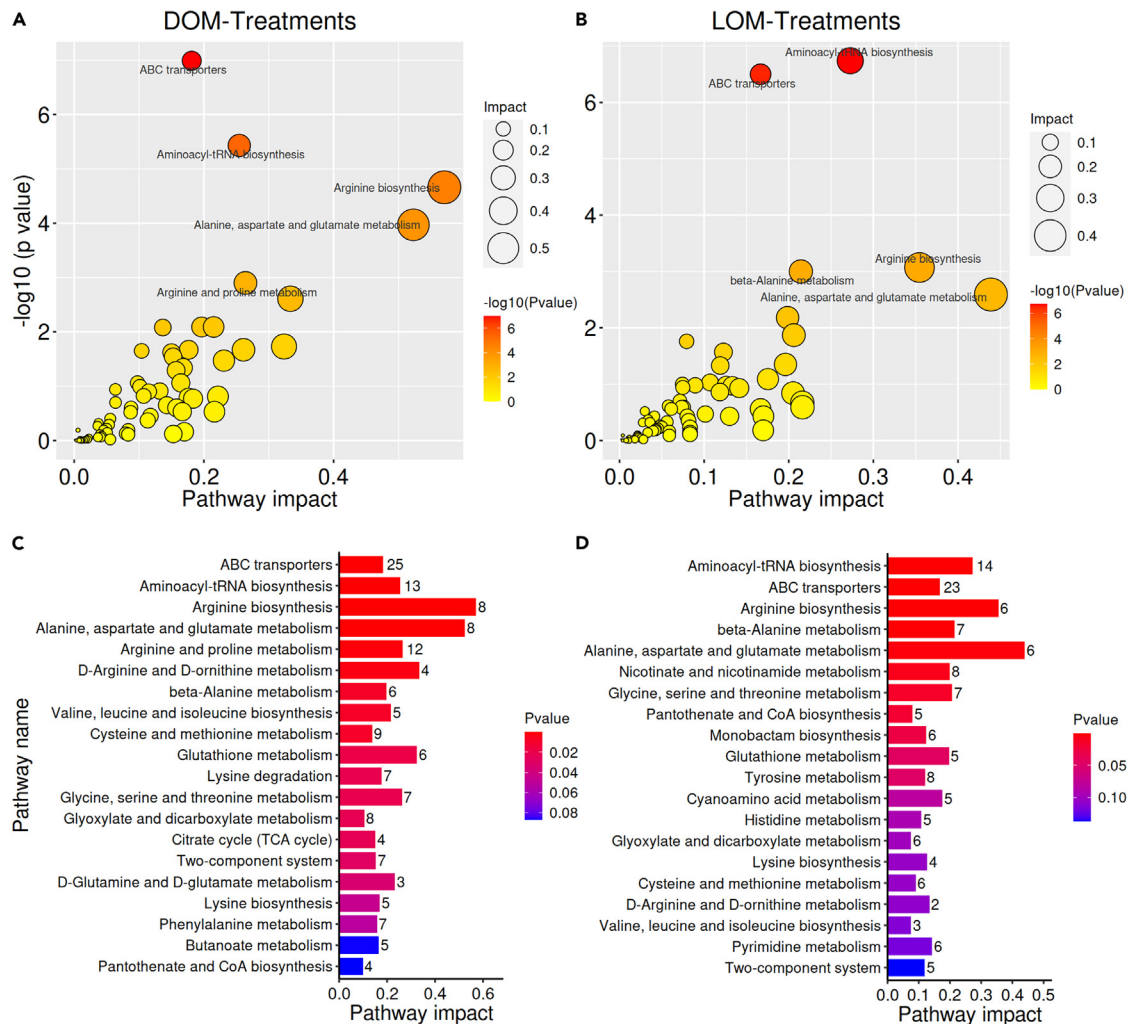 A
DOM-Treatments
-log10 (p value)
6
4
2
0
ABC transporters
Aminoacyl-tRNA biosynthesis
Arginine biosynthesis
Alanine, aspartate and glutamate metabolism
Arginine and proline metabolism
0.0
0.2
0.4
Pathway impact
Impact
0.1
0.2
0.3
0.4
0.5
-log10(Pvalue)
6
4
2
0
B
LOM-Treatments
6
4
2
0
Aminoacyl-tRNA biosynthesis
ABC transporters
Arginine biosynthesis
beta-Alanine metabolism
Alanine, aspartate and glutamate metabolism
0.0
0.1
0.2
0.3
0.4
Pathway impact
Impact
0.1
0.2
0.3
0.4
-log10(Pvalue)
6
4
2
0
C
Pathway name
ABC transporters 25
Aminoacyl-tRNA biosynthesis 13
Arginine biosynthesis 8
Alanine, aspartate and glutamate metabolism 8
Arginine and proline metabolism 12
D-Arginine and D-ornithine metabolism 4
beta-Alanine metabolism 6
Valine, leucine and isoleucine biosynthesis 5
Cysteine and methionine metabolism 9
Glutathione metabolism 6
Lysine degradation 7
Glycine, serine and threonine metabolism 7
Glyoxylate and dicarboxylate metabolism 8
Citrate cycle (TCA cycle) 4
Two-component system 7
D-Glutamine and D-glutamate metabolism 3
Lysine biosynthesis 5
Phenylalanine metabolism 7
Butanoate metabolism 5
Pantothenate and CoA biosynthesis 4
0.0 0.2 0.4 0.6
Pathway impact
Pvalue
0.02
0.04
0.06
0.08
D
Aminoacyl-tRNA biosynthesis 14
ABC transporters 23
Arginine biosynthesis 6
beta-Alanine metabolism 7
Alanine, aspartate and glutamate metabolism 6
Nicotinate and nicotinamide metabolism 8
Glycine, serine and threonine metabolism 7
Pantothenate and CoA biosynthesis 5
Monobactam biosynthesis 6
Glutathione metabolism 5
Tyrosine metabolism 8
Cyanoamino acid metabolism 5
Histidine metabolism 5
Glyoxylate and dicarboxylate metabolism 6
Lysine biosynthesis 4
Cysteine and methionine metabolism 6
D-Arginine and D-ornithine metabolism 2
Valine, leucine and isoleucine biosynthesis 3
Pyrimidine metabolism 6
Two-component system 5
0.0 0.1 0.2 0.3 0.4 0.5
Pathway impact
Pvalue
0.05
0.10